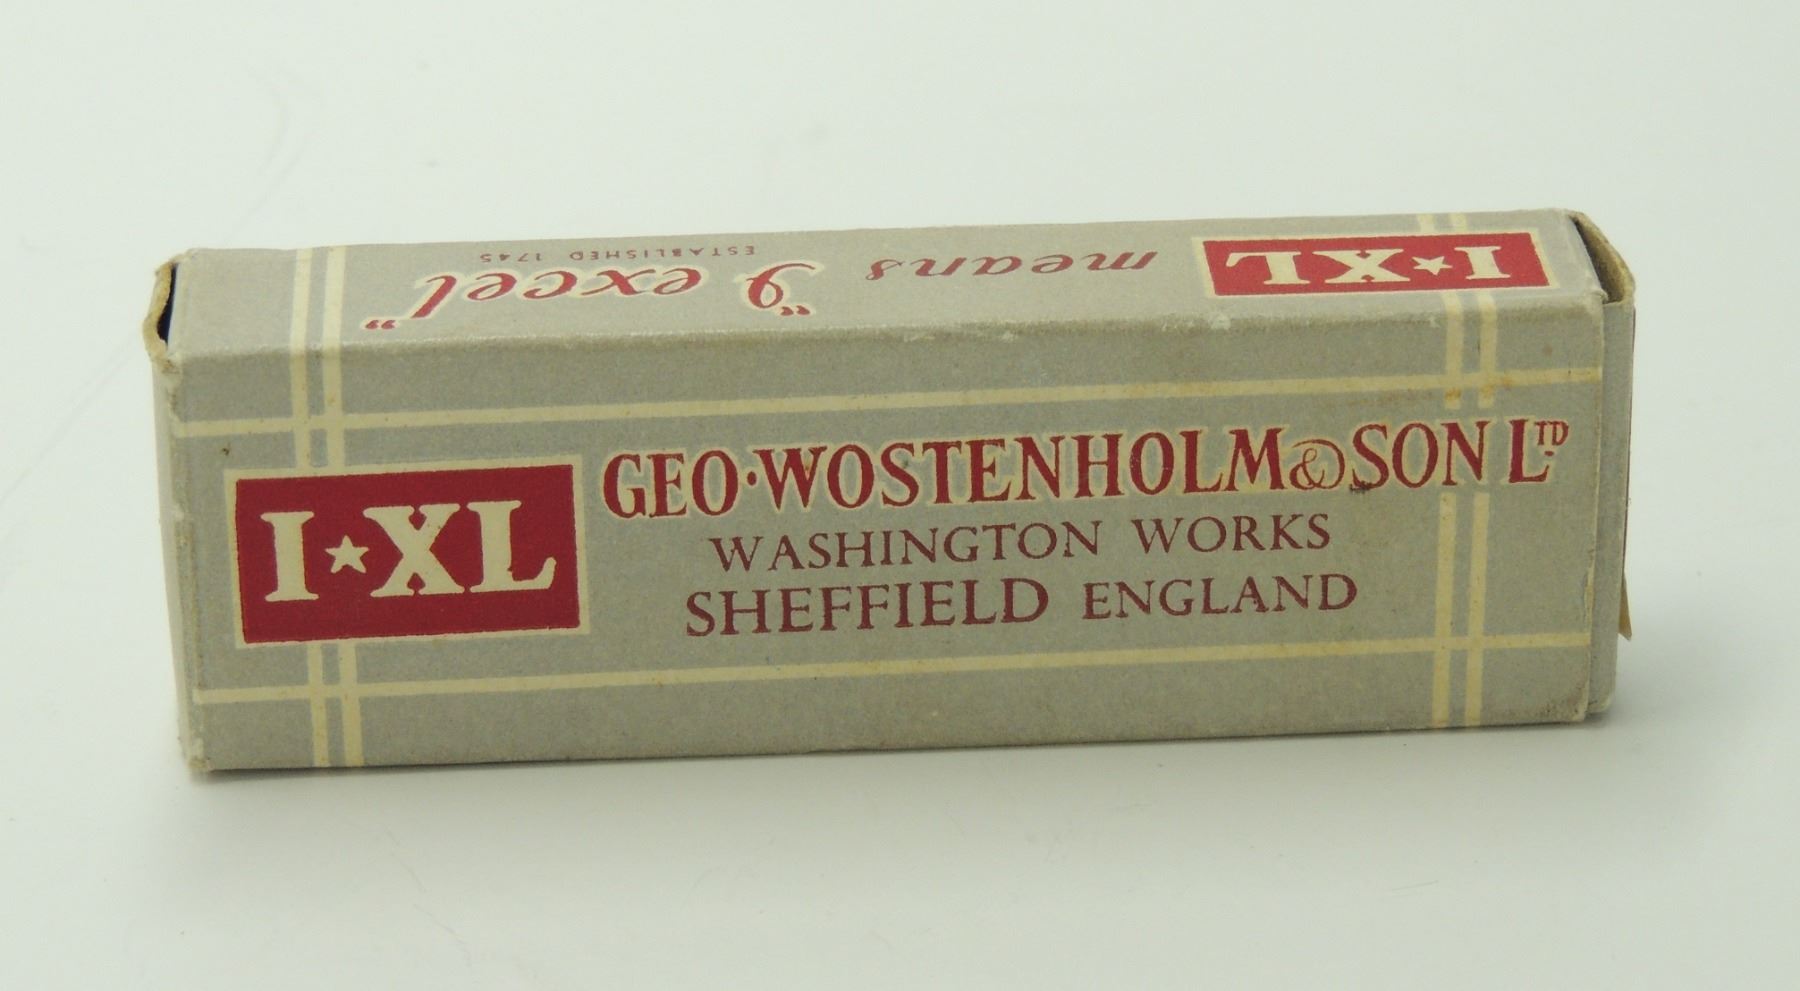 I★XL means "I excel"
ESTABLISHED 1745
I★XL
GEO·WOSTENHOLM & SON LTD
WASHINGTON WORKS
SHEFFIELD ENGLAND